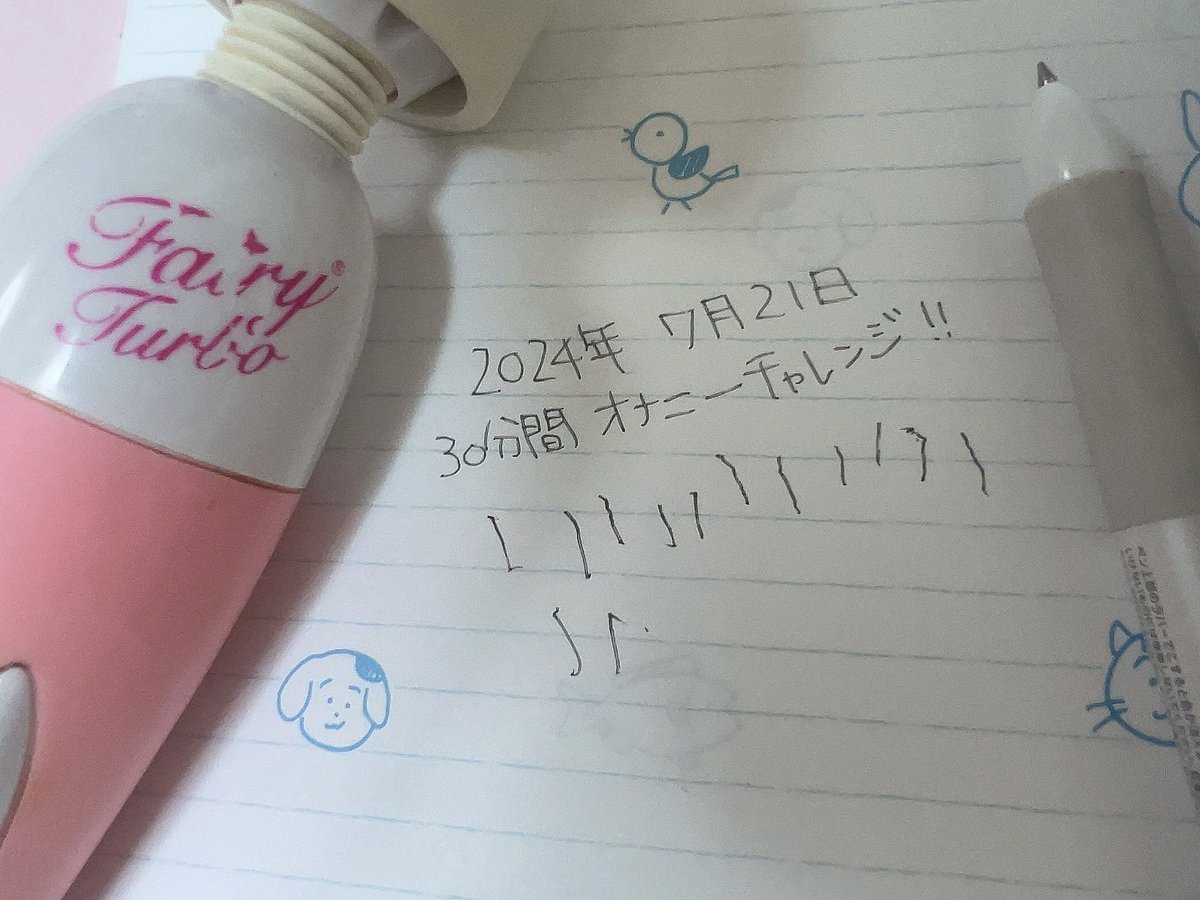 Fairy®
Turbo
2024年 7月21日
30分間 オナニーチャレンジ!!